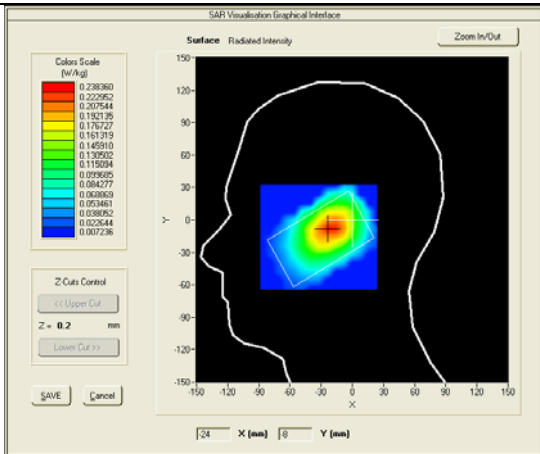 SAR Visualisation Graphical Interface
Surface Radiated Intensity
Zoom In/Out
Colors Scale
(W/kg)
0.238360
0.222952
0.207544
0.192135
0.176727
0.161319
0.145910
0.130502
0.115094
0.099685
0.084277
0.068869
0.053461
0.038052
0.022644
0.007236
Z Cuts Control
<< Upper Cut
Z = 0.2 mm
Lower Cut >>
SAVE Cancel
150
120
90
60
30
0
-30
-60
-90
-120
-150
Y
-150 -120 -90 -60 -30 0 30 60 90 120 150
X
-24 X (mm) -8 Y (mm)